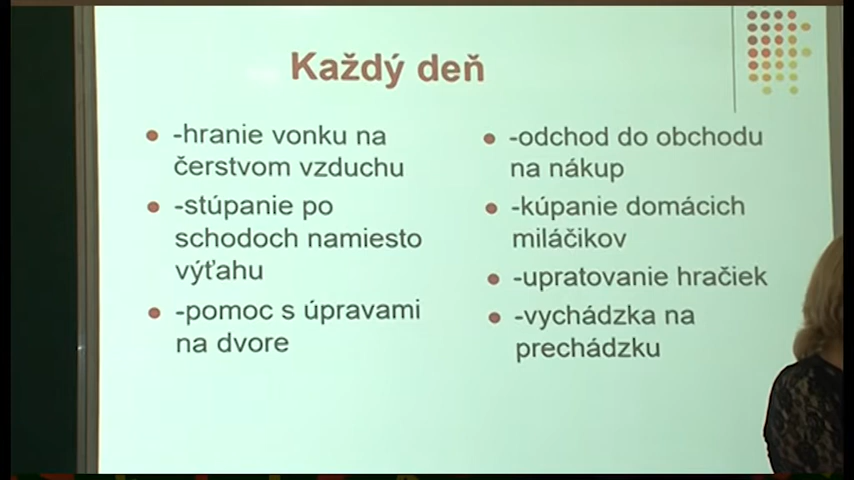 Každý deň
-hranie vonku na
čerstvom vzduchu
-stúpanie po
schodoch namiesto
výťahu
-pomoc s úpravami
na dvore
-odchod do obchodu
na nákup
-kúpanie domácich
miláčikov
-upratovanie hračiek
-vychádzka na
prechádzku